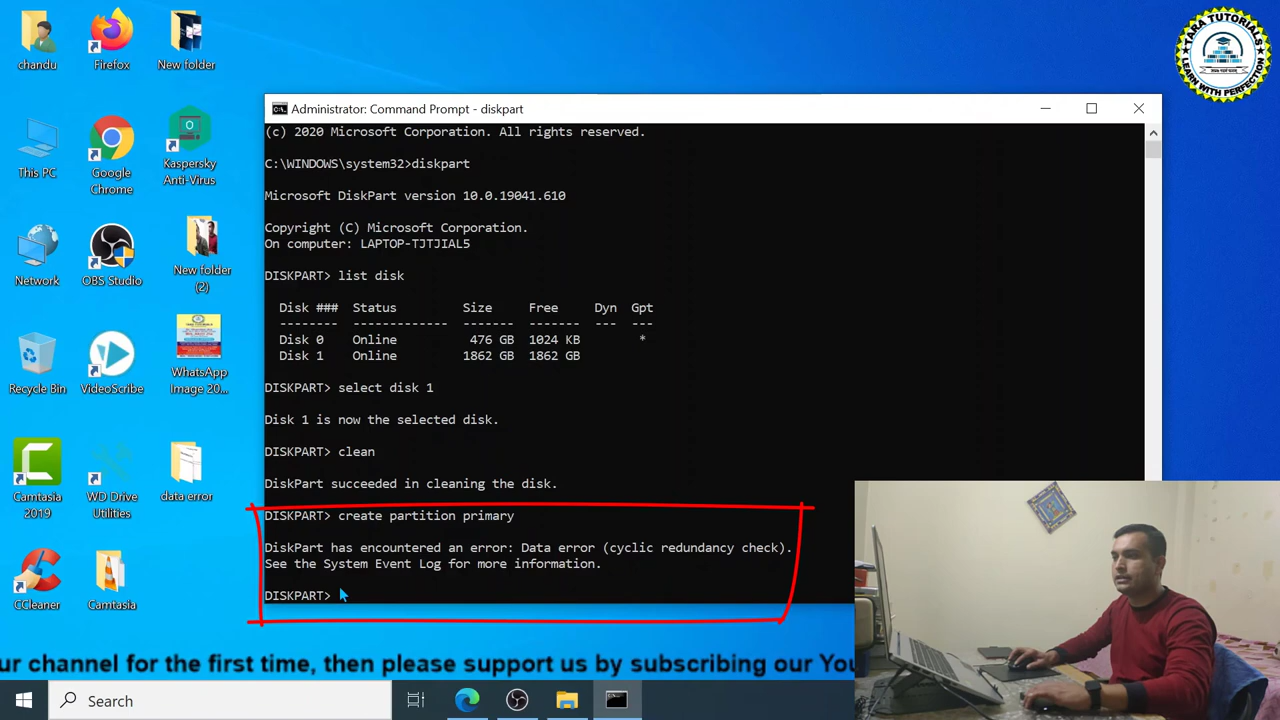 chandu
Firefox
New folder
This PC
Google
Chrome
Kaspersky
Anti-Virus
Network
OBS Studio
New folder
(2)
Recycle Bin
VideoScribe
WhatsApp
Image 20...
Camtasia
2019
WD Drive
Utilities
data error
CCleaner
Camtasia
TARA TUTORIALS
LEARN WITH PERFECTION
Administrator: Command Prompt - diskpart
(c) 2020 Microsoft Corporation. All rights reserved.
C:\WINDOWS\system32>diskpart
Microsoft DiskPart version 10.0.19041.610
Copyright (C) Microsoft Corporation.
On computer: LAPTOP-TJTJIAL5
DISKPART> list disk
Disk ### Status Size Free Dyn Gpt
-------- ------------- ------- ------- --- ---
Disk 0 Online 476 GB 1024 KB *
Disk 1 Online 1862 GB 1862 GB
DISKPART> select disk 1
Disk 1 is now the selected disk.
DISKPART> clean
DiskPart succeeded in cleaning the disk.
DISKPART> create partition primary
DiskPart has encountered an error: Data error (cyclic redundancy check).
See the System Event Log for more information.
DISKPART>
ur channel for the first time, then please support us by subscribing our You
Search